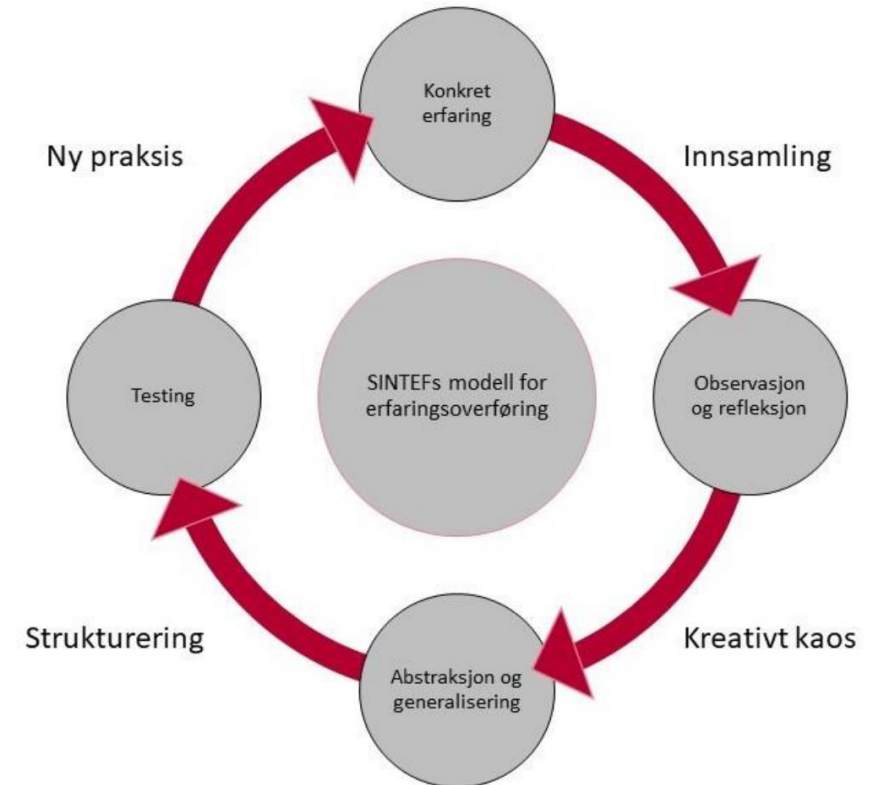 Konkret
erfaring
Ny praksis
Innsamling
Testing
SINTEFs modell for
erfaringsoverføring
Observasjon
og refleksjon
Strukturering
Kreativt kaos
Abstraksjon og
generalisering